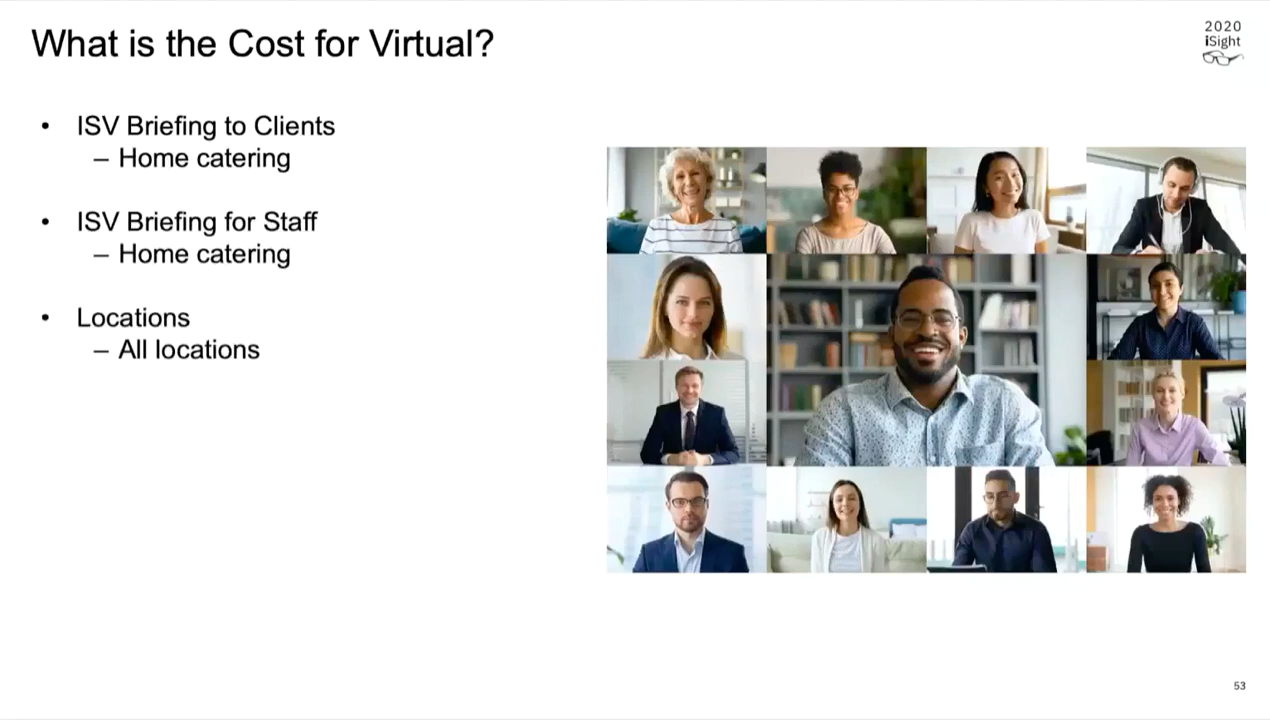 What is the Cost for Virtual?
2020
iSight
• ISV Briefing to Clients
– Home catering
• ISV Briefing for Staff
– Home catering
• Locations
– All locations
53